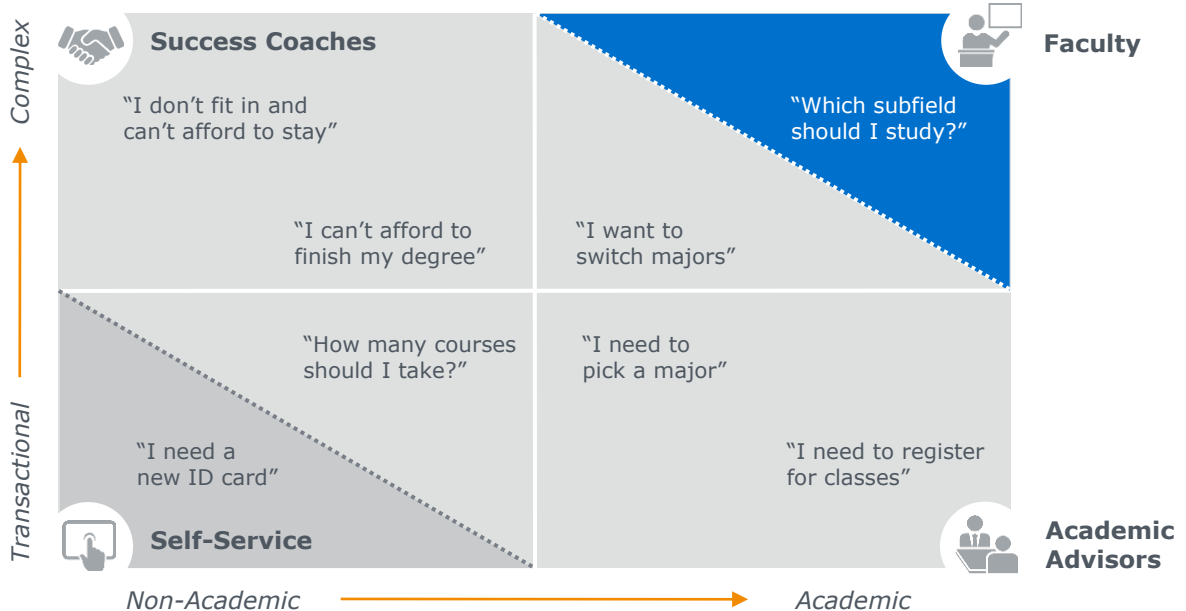 Complex
Success Coaches
Faculty
“I don’t fit in and
can’t afford to stay”
“Which subfield
should I study?”
“I can’t afford to
finish my degree”
“I want to
switch majors”
“How many courses
should I take?”
“I need to
pick a major”
Transactional
“I need a
new ID card”
“I need to register
for classes”
Self-Service
Academic
Advisors
Non-Academic
Academic